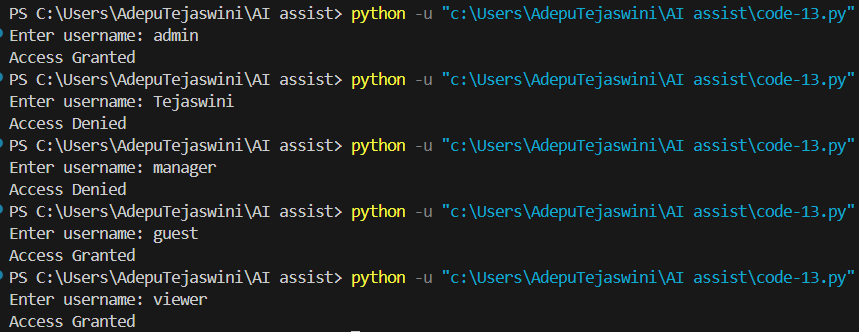 PS C:\Users\AdepuTejaswini\AI assist> python -u "c:\Users\AdepuTejaswini\AI assist\code-13.py"
Enter username: admin
Access Granted
PS C:\Users\AdepuTejaswini\AI assist> python -u "c:\Users\AdepuTejaswini\AI assist\code-13.py"
Enter username: Tejaswini
Access Denied
PS C:\Users\AdepuTejaswini\AI assist> python -u "c:\Users\AdepuTejaswini\AI assist\code-13.py"
Enter username: manager
Access Denied
PS C:\Users\AdepuTejaswini\AI assist> python -u "c:\Users\AdepuTejaswini\AI assist\code-13.py"
Enter username: guest
Access Granted
PS C:\Users\AdepuTejaswini\AI assist> python -u "c:\Users\AdepuTejaswini\AI assist\code-13.py"
Enter username: viewer
Access Granted